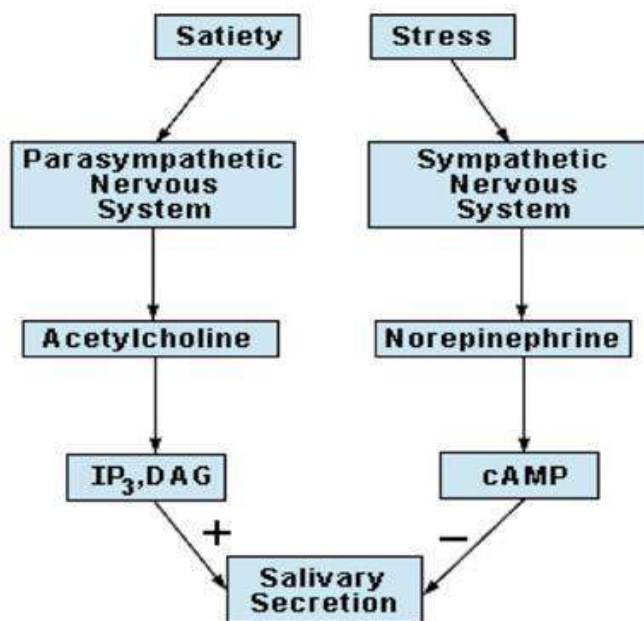 Satiety
Stress
Parasympathetic
Nervous
System
Sympathetic
Nervous
System
Acetylcholine
Norepinephrine
IP₃,DAG
cAMP
+
−
Salivary
Secretion